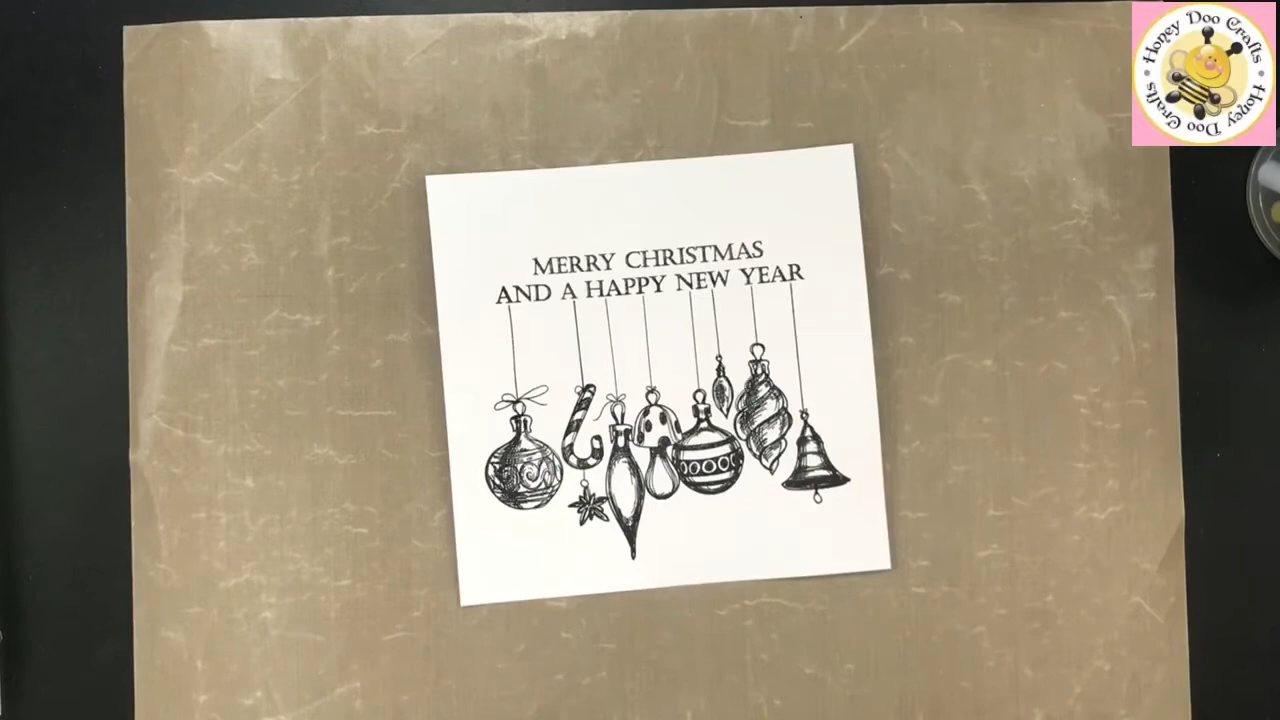 MERRY CHRISTMAS
AND A HAPPY NEW YEAR
Honey Doo Crafts • Honey Doo Crafts •